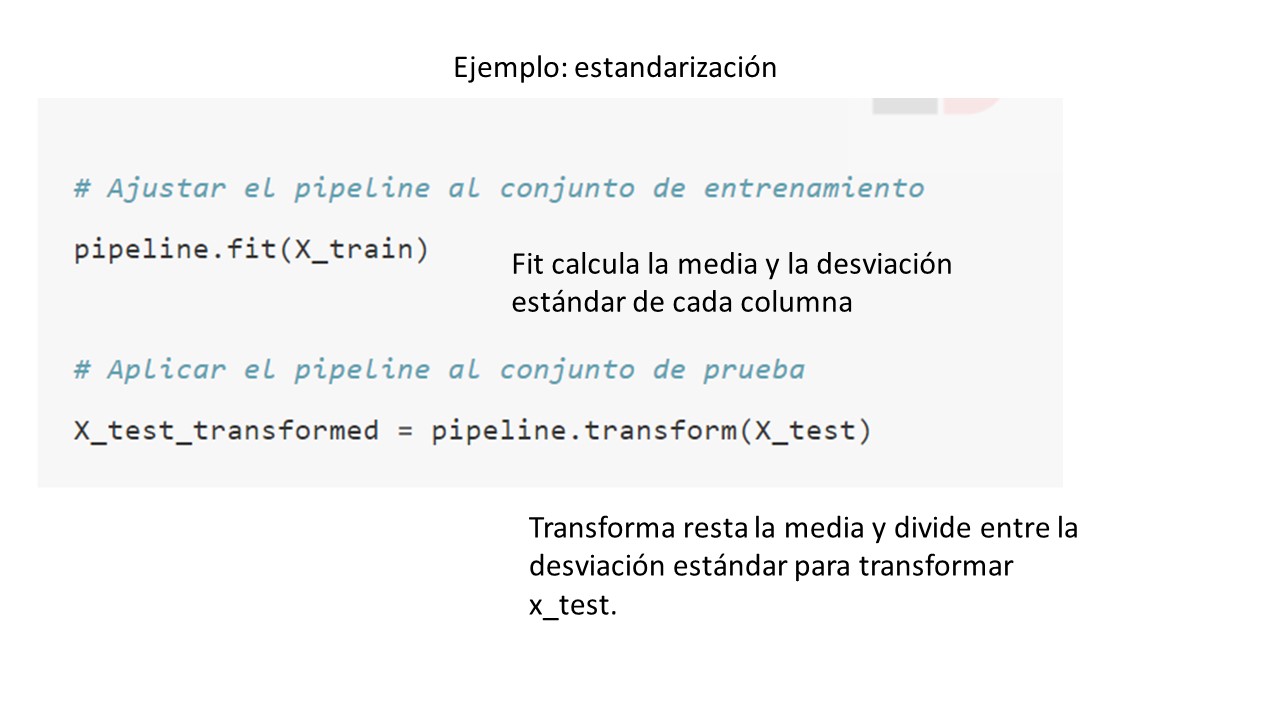 Ejemplo: estandarización
# Ajustar el pipeline al conjunto de entrenamiento
pipeline.fit(X_train)
Fit calcula la media y la desviación
estándar de cada columna
# Aplicar el pipeline al conjunto de prueba
X_test_transformed = pipeline.transform(X_test)
Transforma resta la media y divide entre la
desviación estándar para transformar
x_test.